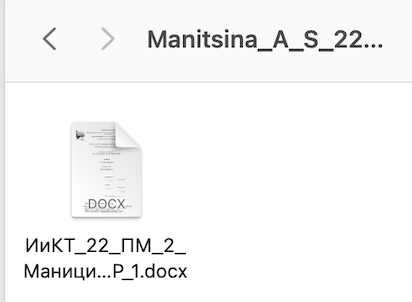 Manitsina_A_S_22...
DOCX
ИиКТ_22_ПМ_2_
Маници...Р_1.docx